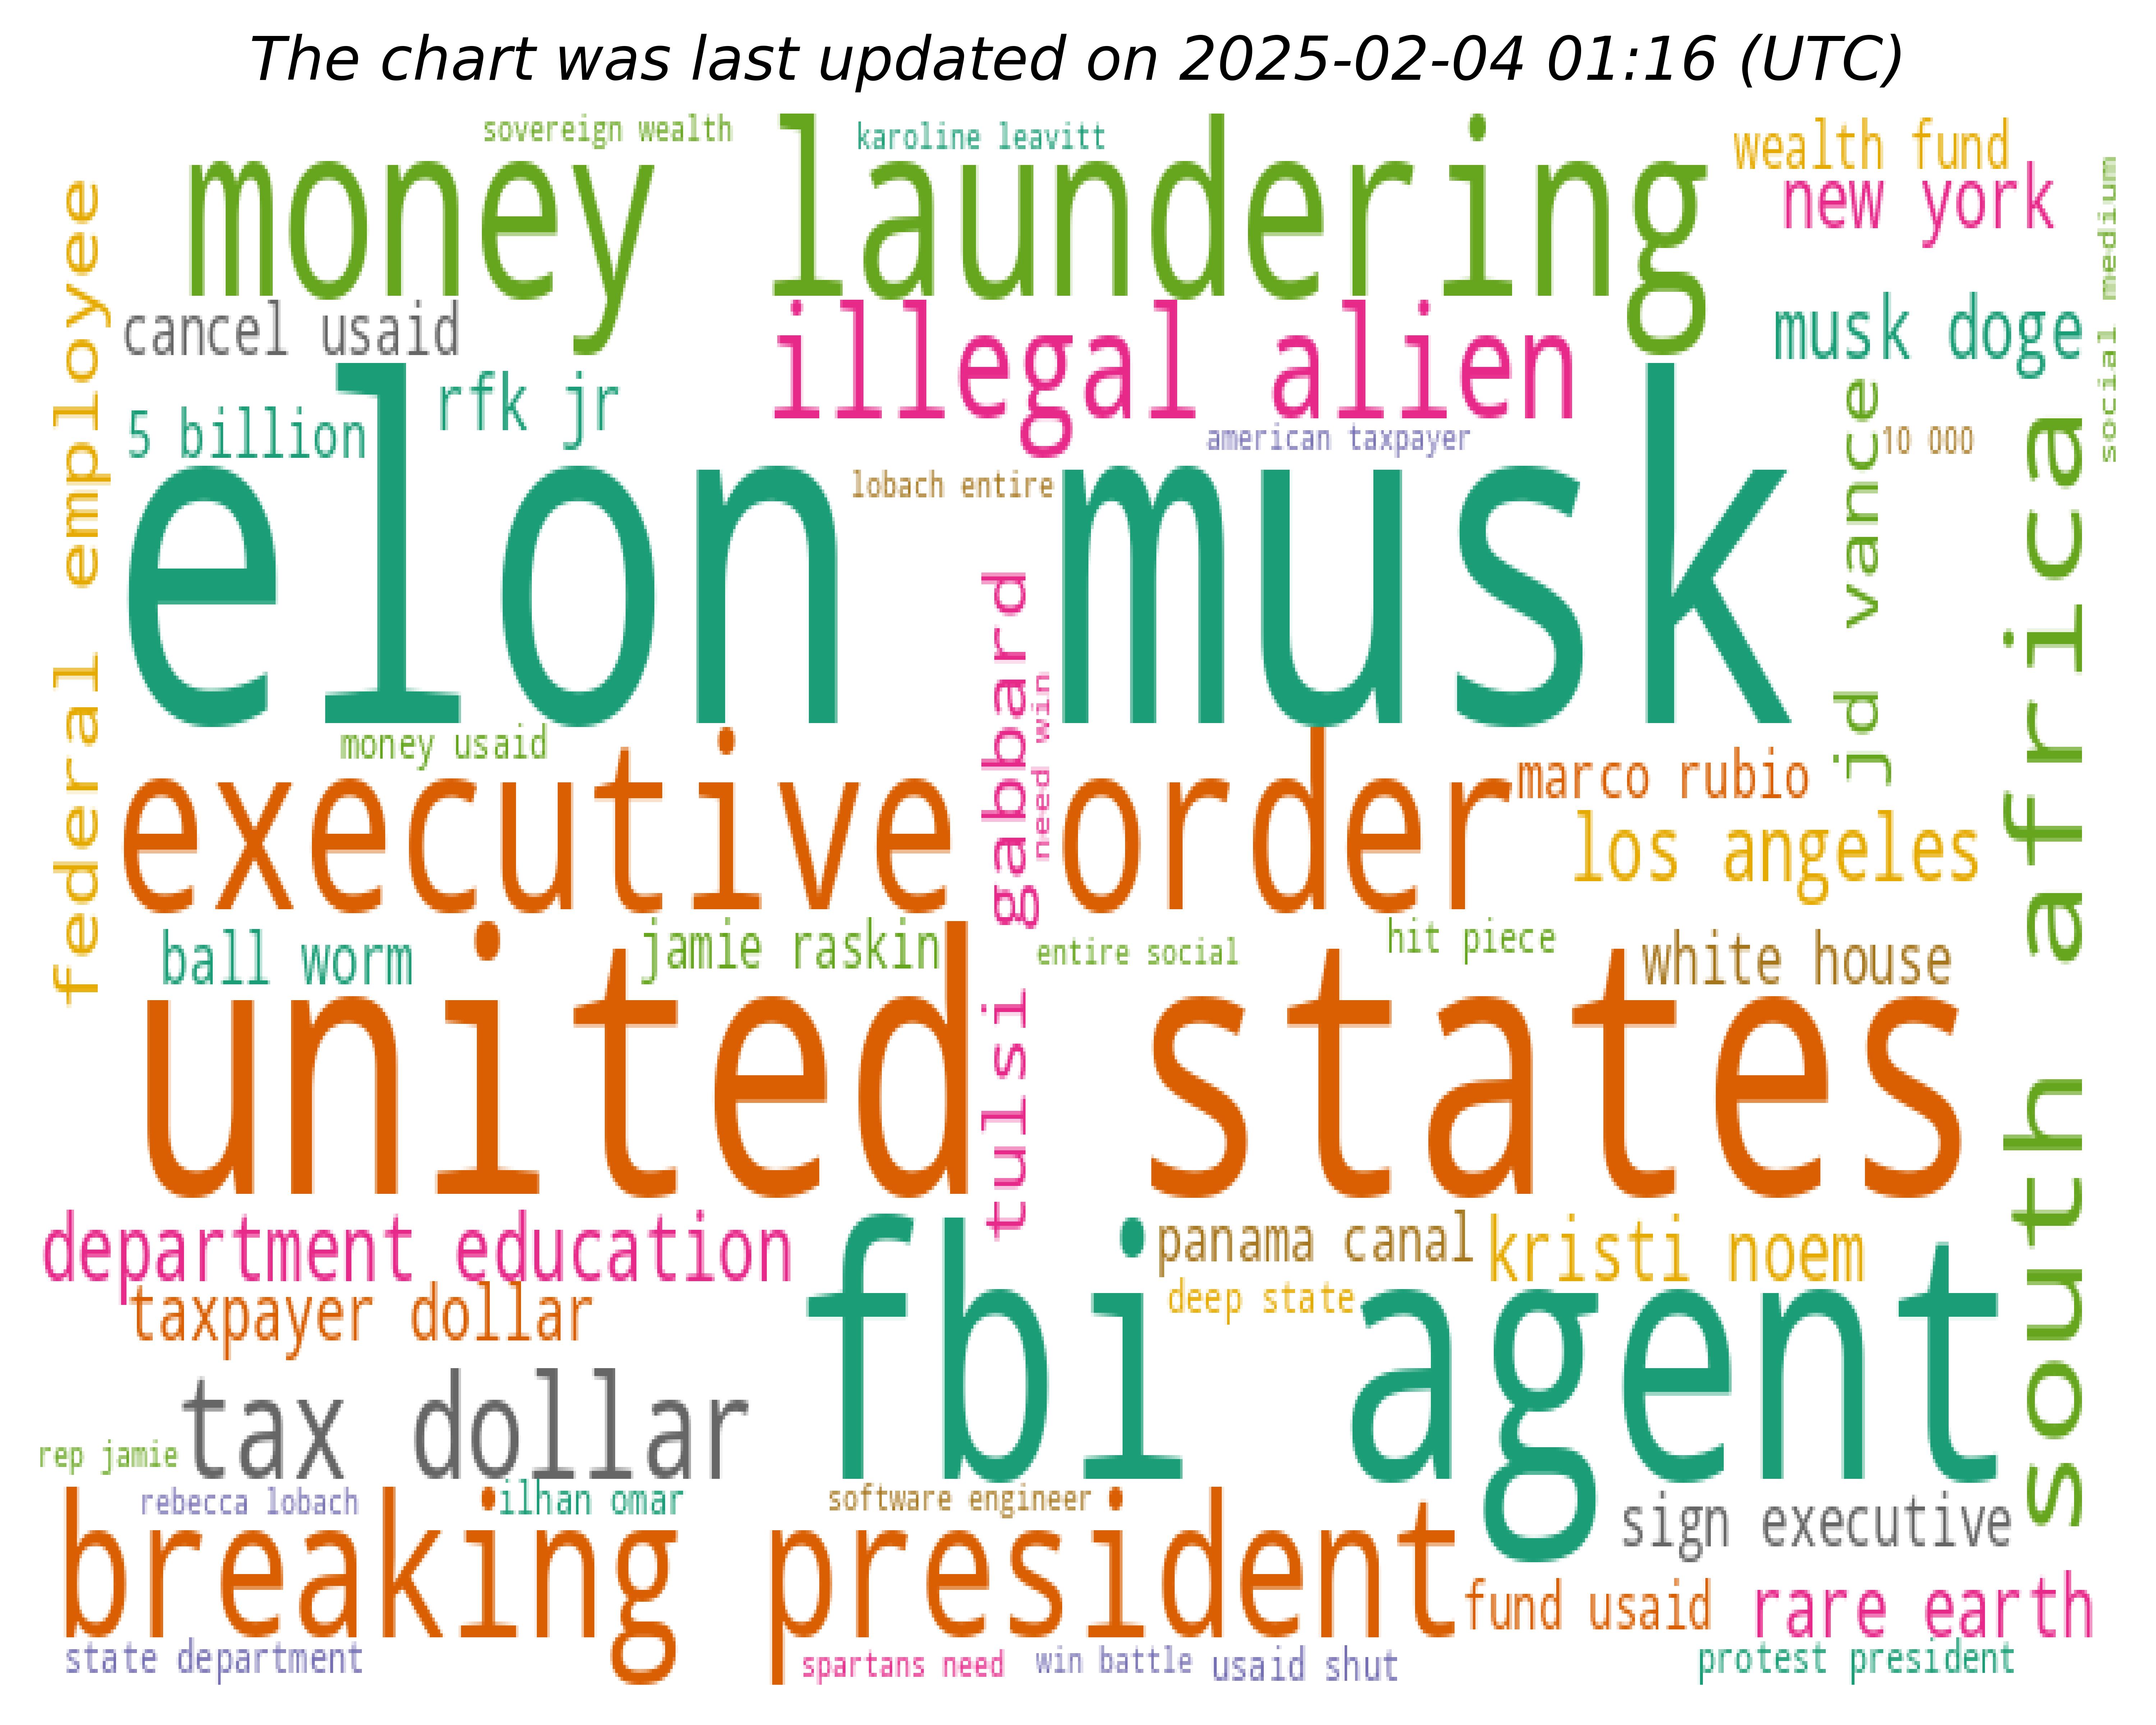 The chart was last updated on 2025-02-04 01:16 (UTC)
sovereign wealth
karoline leavitt
wealth fund
money laundering
new york
social medium
federal employee
cancel usaid
illegal alien
musk doge
rfk jr
5 billion
american taxpayer
10 000
jd vance
south africa
lobach entire
elon musk
tulsi gabbard
need win
money usaid
executive order
marco rubio
los angeles
ball worm
jamie raskin
entire social
hit piece
white house
united states
department education
panama canal
kristi noem
deep state
taxpayer dollar
fbi agent
tax dollar
rep jamie
rebecca lobach
ilhan omar
software engineer
sign executive
breaking president
fund usaid
rare earth
state department
spartans need
win battle
usaid shut
protest president